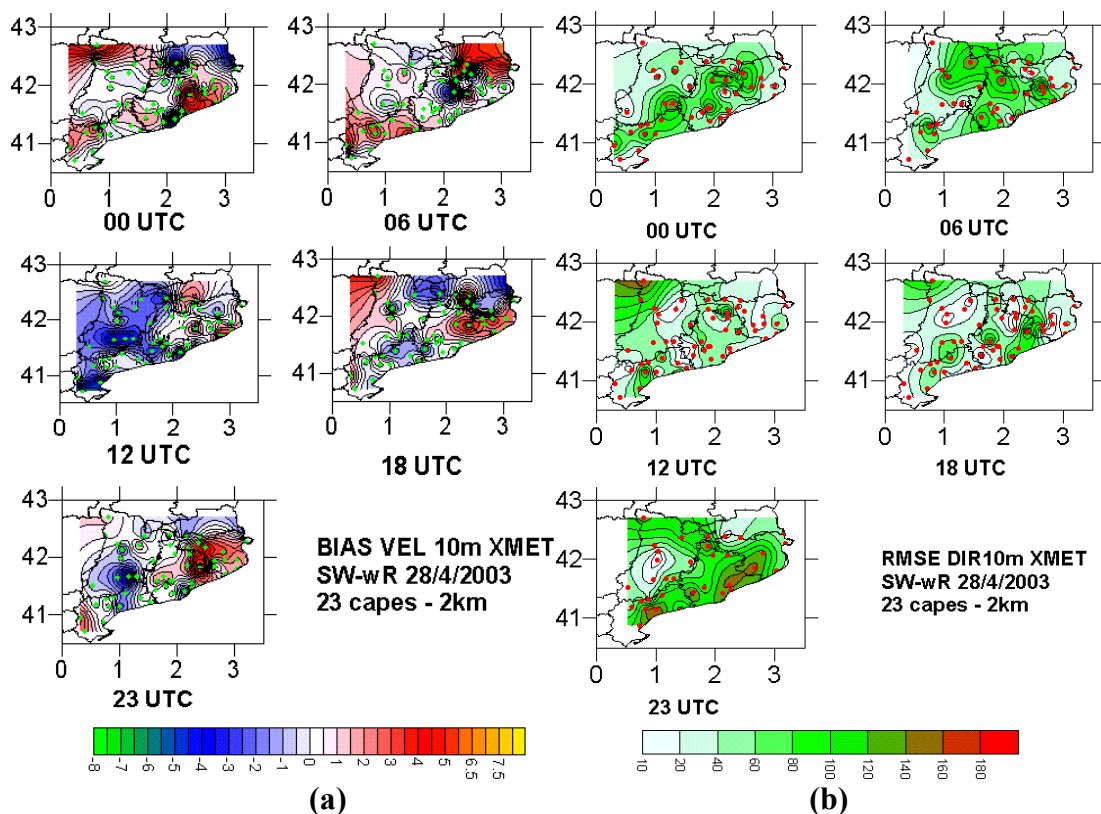 43
42
41
0 1 2 3
00 UTC
43
42
41
0 1 2 3
06 UTC
43
42
41
0 1 2 3
00 UTC
43
42
41
0 1 2 3
06 UTC
43
42
41
0 1 2 3
12 UTC
43
42
41
0 1 2 3
18 UTC
43
42
41
0 1 2 3
12 UTC
43
42
41
0 1 2 3
18 UTC
43
42
41
0 1 2 3
23 UTC
BIAS VEL 10m XMET
SW-wR 28/4/2003
23 capes - 2km
43
42
41
0 1 2 3
23 UTC
RMSE DIR10m XMET
SW-wR 28/4/2003
23 capes - 2km
-8 -7 -6 -5 -4 -3 -2 -1 0 1 2 3 4 5 6.5 7.5
10 20 40 60 80 100 120 140 160 180
(a)
(b)